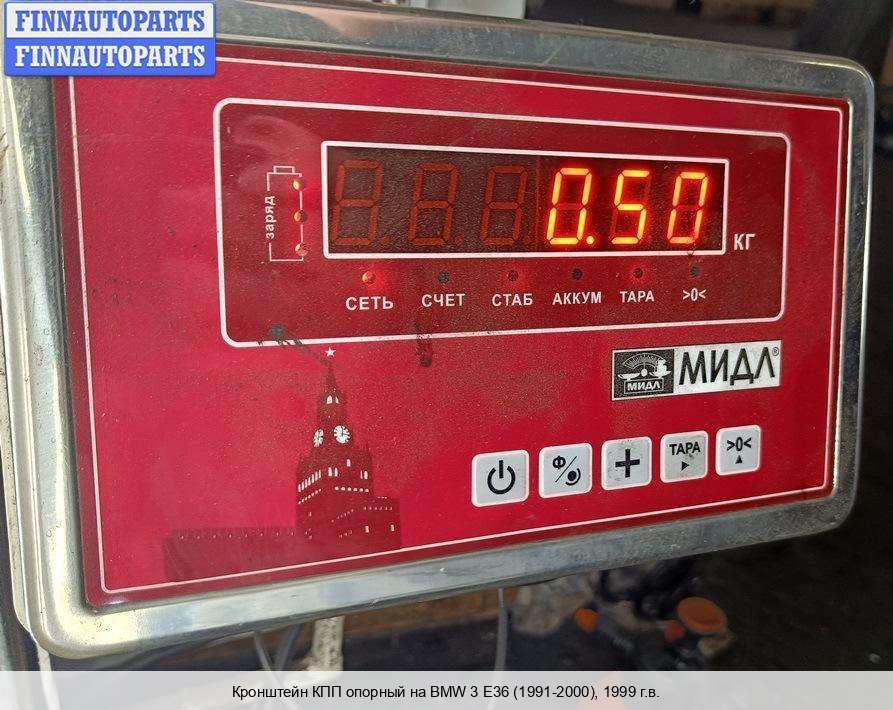 FINNAUTOPARTS
FINNAUTOPARTS
заряд
0.50
КГ
СЕТЬ СЧЕТ СТАБ АККУМ ТАРА >0<
МИДЛ МИДЛ®
Ф ТАРА >0<
Кронштейн КПП опорный на BMW 3 E36 (1991-2000), 1999 г.в.